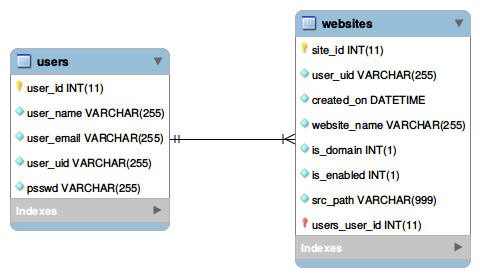 users
user_id INT(11)
user_name VARCHAR(255)
user_email VARCHAR(255)
user_uid VARCHAR(255)
psswd VARCHAR(255)
Indexes
websites
site_id INT(11)
user_uid VARCHAR(255)
created_on DATETIME
website_name VARCHAR(255)
is_domain INT(1)
is_enabled INT(1)
src_path VARCHAR(999)
users_user_id INT(11)
Indexes